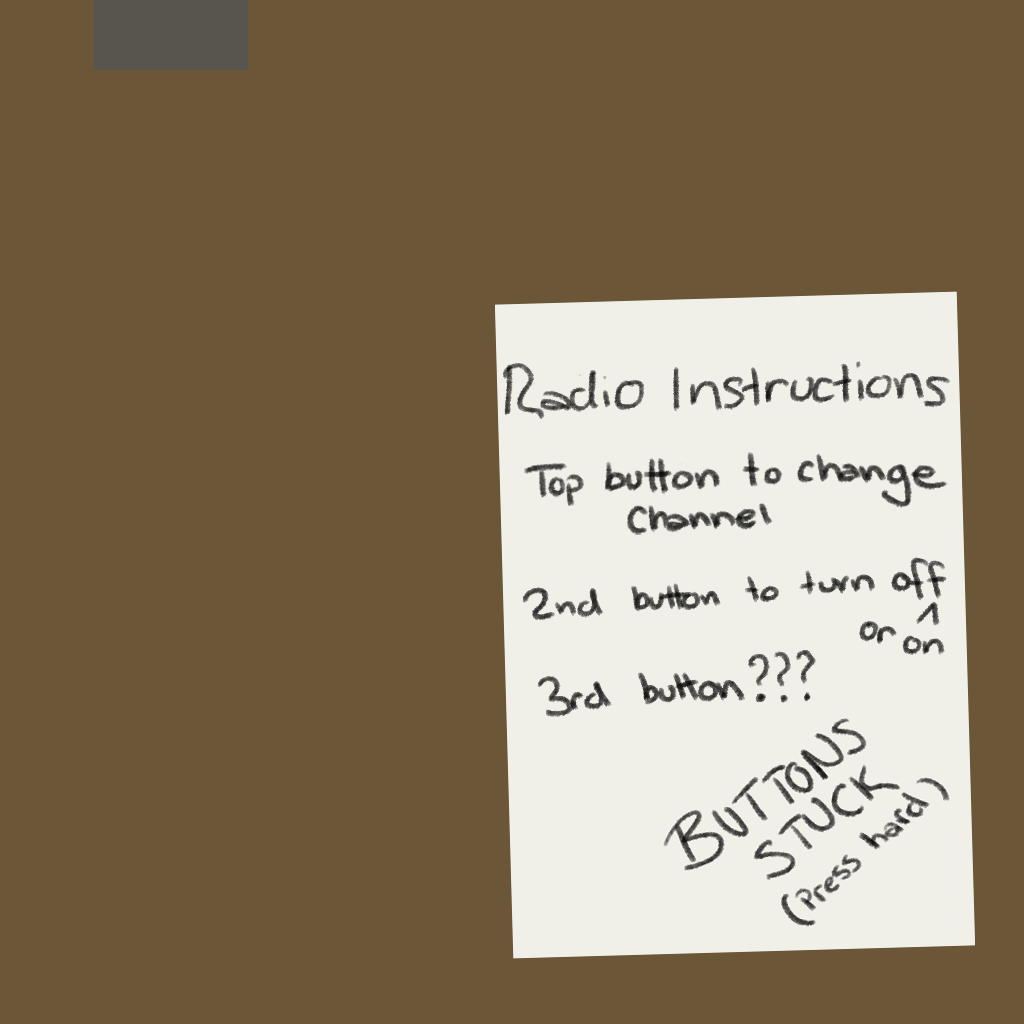 Radio Instructions
Top button to change
Channel
2nd button to turn off
^
or on
3rd button ???
BUTTONS
STUCK
(Press hard)